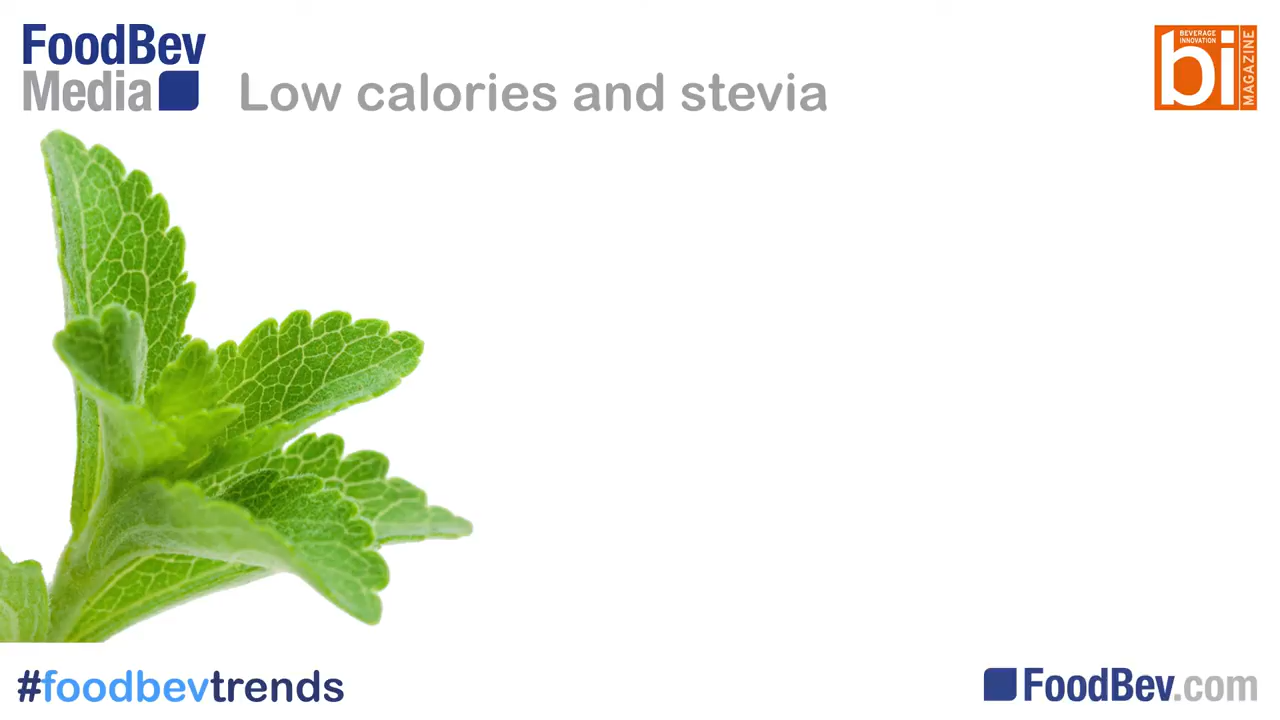 FoodBev
Media
Low calories and stevia
BEVERAGE
INNOVATION
bi
MAGAZINE
#foodbevtrends
FoodBev.com